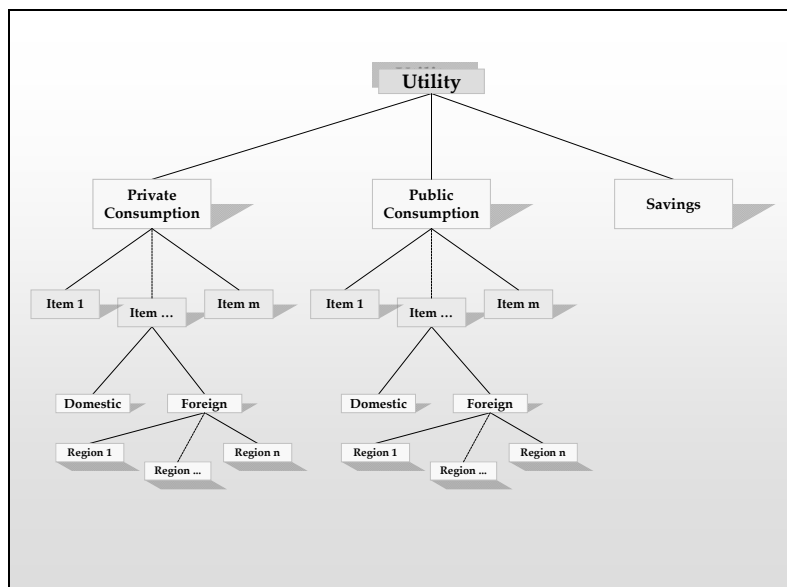 Utility
Private
Consumption
Public
Consumption
Savings
Item 1
Item ...
Item m
Item 1
Item ...
Item m
Domestic
Foreign
Domestic
Foreign
Region 1
Region ...
Region n
Region 1
Region ...
Region n